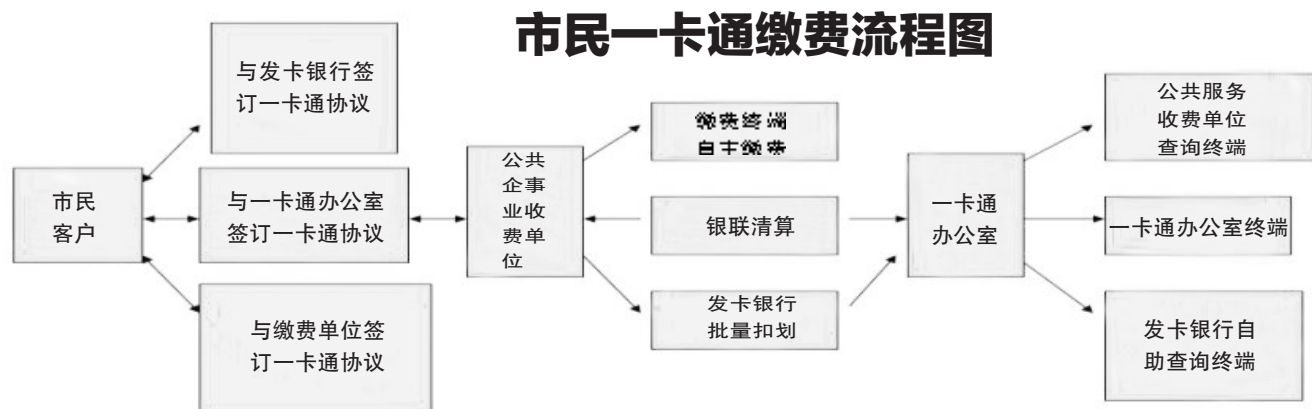 市民一卡通缴费流程图
市民
客户
与发卡银行签
订一卡通协议
与一卡通办公室
签订一卡通协议
与缴费单位签
订一卡通协议
公共
企事
业收
费单
位
缴费终端
自主缴费
银联清算
发卡银行
批量扣划
一卡通
办公室
公共服务
收费单位
查询终端
一卡通办公室终端
发卡银行自
助查询终端